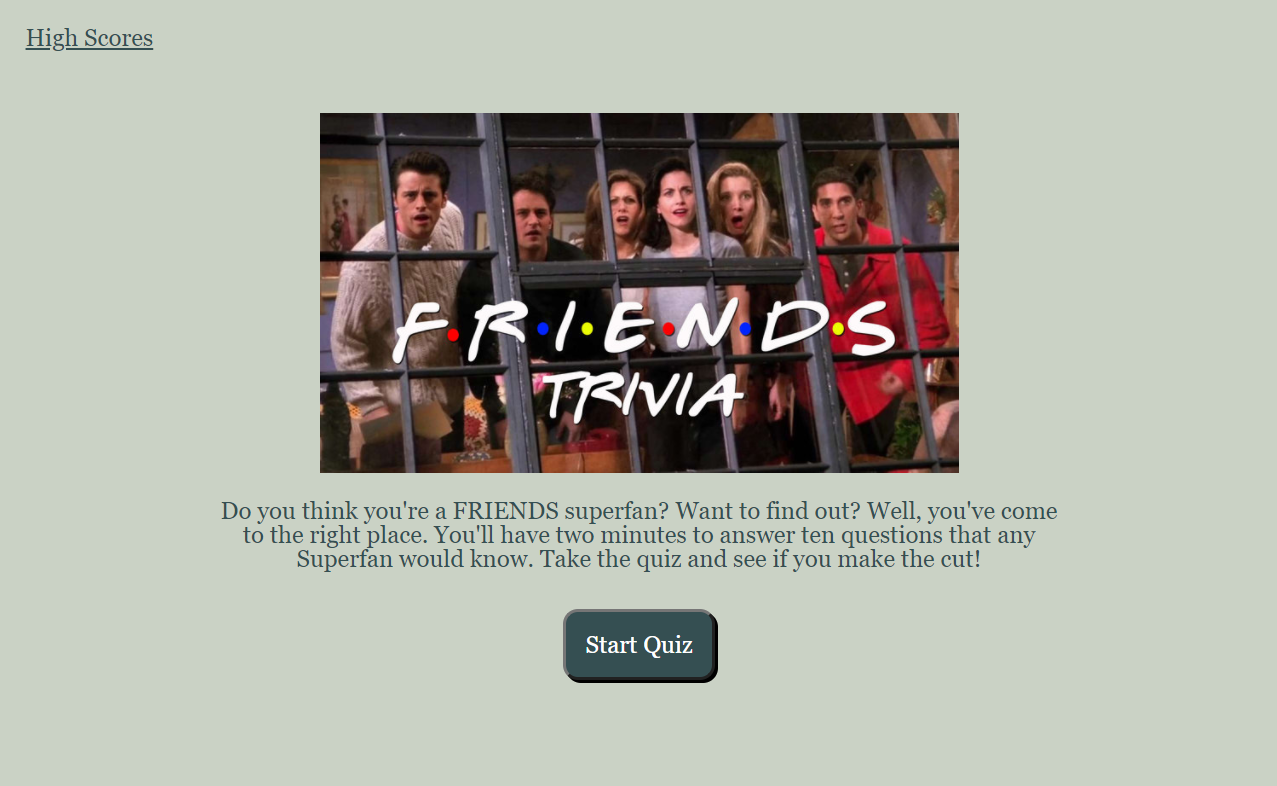 High Scores
F•R•I•E•N•D•S
TRIVIA
Do you think you're a FRIENDS superfan? Want to find out? Well, you've come
to the right place. You'll have two minutes to answer ten questions that any
Superfan would know. Take the quiz and see if you make the cut!
Start Quiz